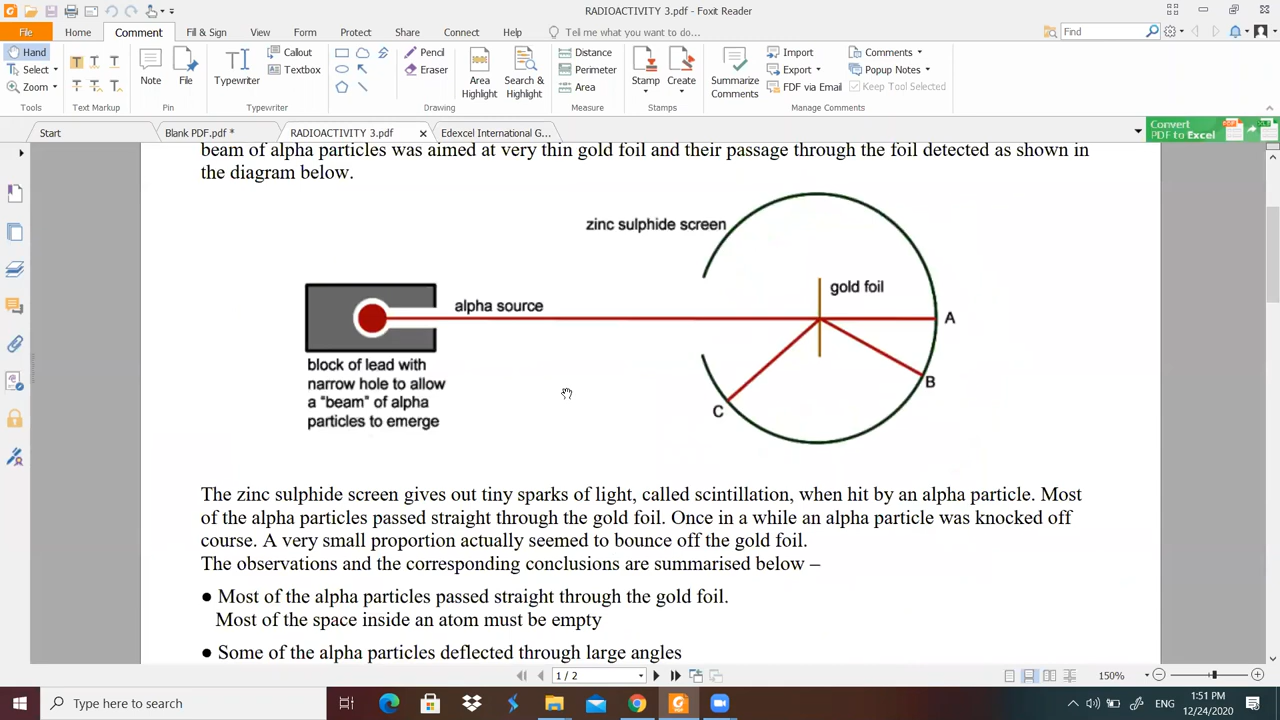 RADIOACTIVITY 3.pdf - Foxit Reader
File Home Comment Fill & Sign View Form Protect Share Connect Help Tell me what you want to do... Find
Hand
Select
Zoom
Tools
Text Markup
Note
File
Pin
Typewriter
Callout
Textbox
Typewriter
Pencil
Eraser
Drawing
Area
Highlight
Search &
Highlight
Distance
Perimeter
Area
Measure
Stamp
Create
Stamps
Summarize
Comments
Import
Export
FDF via Email
Comments
Popup Notes
Keep Tool Selected
Manage Comments
Start Blank PDF.pdf * RADIOACTIVITY 3.pdf Edexcel International G...
Convert
PDF to Excel
beam of alpha particles was aimed at very thin gold foil and their passage through the foil detected as shown in
the diagram below.
zinc sulphide screen
gold foil
alpha source
A
B
C
block of lead with
narrow hole to allow
a "beam" of alpha
particles to emerge
The zinc sulphide screen gives out tiny sparks of light, called scintillation, when hit by an alpha particle. Most
of the alpha particles passed straight through the gold foil. Once in a while an alpha particle was knocked off
course. A very small proportion actually seemed to bounce off the gold foil.
The observations and the corresponding conclusions are summarised below –
● Most of the alpha particles passed straight through the gold foil.
Most of the space inside an atom must be empty
● Some of the alpha particles deflected through large angles
1 / 2
150%
Type here to search
ENG
1:51 PM
12/24/2020